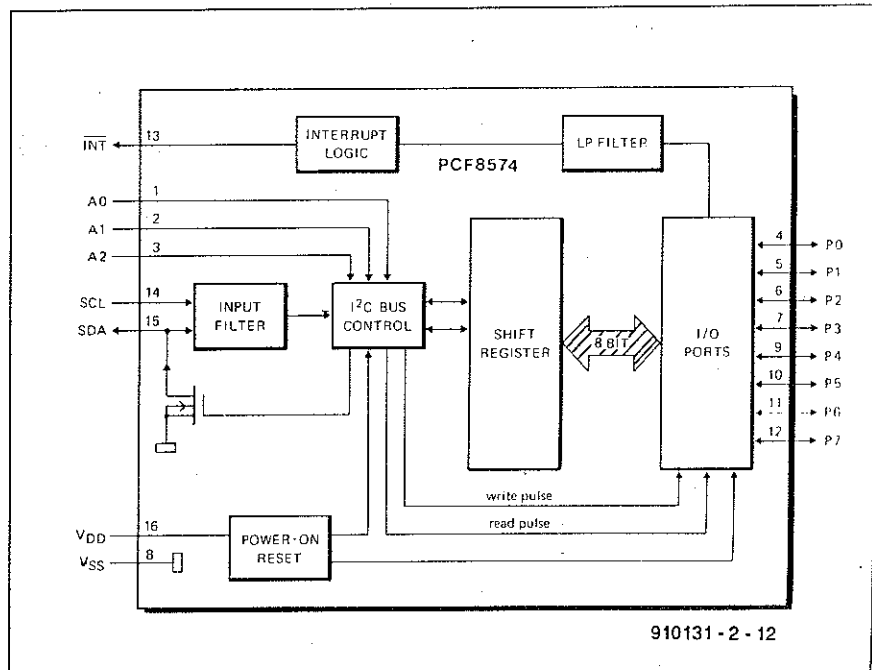 INT
13
INTERRUPT
LOGIC
LP FILTER
PCF8574
A0
1
A1
2
A2
3
SCL
14
SDA
15
INPUT
FILTER
I²C BUS
CONTROL
SHIFT
REGISTER
8 BIT
I/O
PORTS
4
P0
5
P1
6
P2
7
P3
9
P4
10
P5
11
P6
12
P7
write pulse
read pulse
VDD
16
VSS
8
POWER-ON
RESET
910131 - 2 - 12